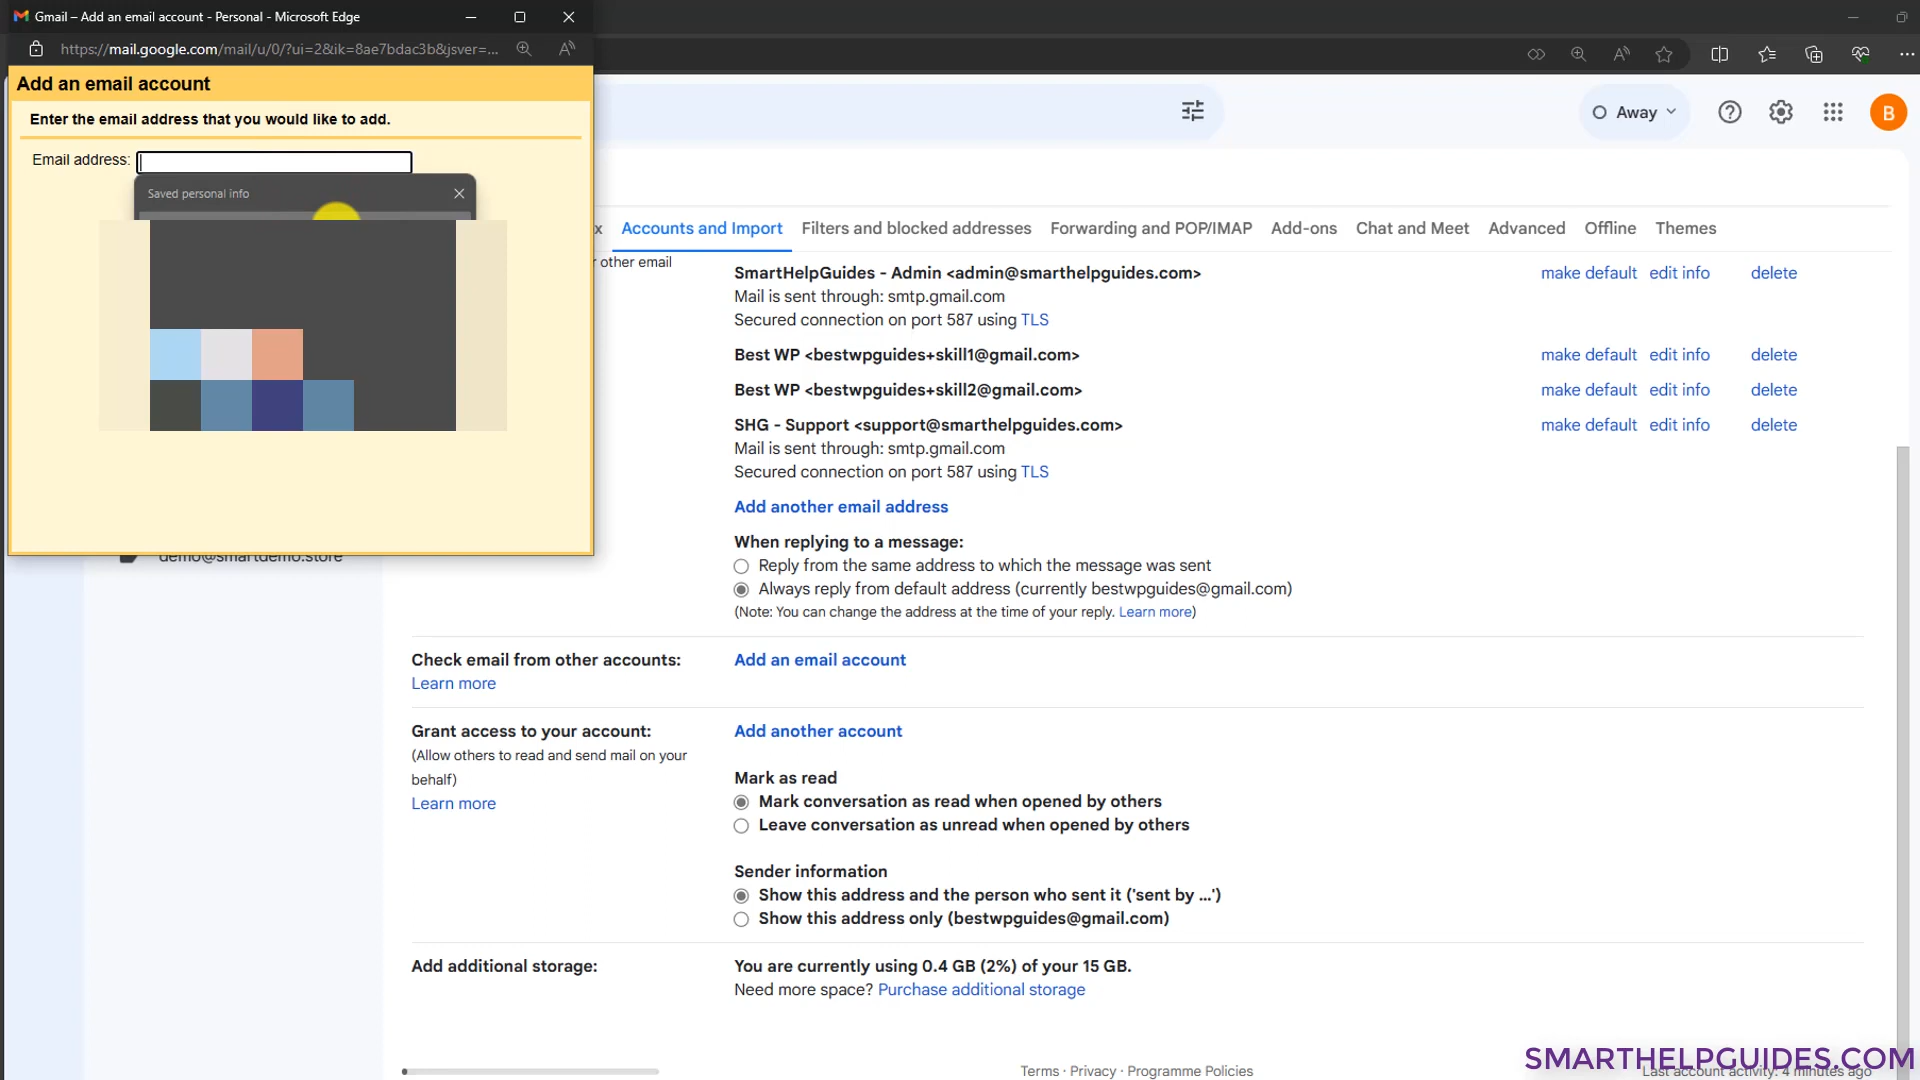 Gmail – Add an email account - Personal - Microsoft Edge
https://mail.google.com/mail/u/0/?ui=2&ik=8ae7bdac3b&jsver=...
Add an email account
Enter the email address that you would like to add.
Email address:
Saved personal info
Away
B
x
Accounts and Import
Filters and blocked addresses
Forwarding and POP/IMAP
Add-ons
Chat and Meet
Advanced
Offline
Themes
r other email
SmartHelpGuides - Admin <admin@smarthelpguides.com>
make default edit info delete
Mail is sent through: smtp.gmail.com
Secured connection on port 587 using TLS
Best WP <bestwpguides+skill1@gmail.com>
make default edit info delete
Best WP <bestwpguides+skill2@gmail.com>
make default edit info delete
SHG - Support <support@smarthelpguides.com>
make default edit info delete
Mail is sent through: smtp.gmail.com
Secured connection on port 587 using TLS
Add another email address
demo@smartdemo.store
When replying to a message:
Reply from the same address to which the message was sent
Always reply from default address (currently bestwpguides@gmail.com)
(Note: You can change the address at the time of your reply. Learn more)
Check email from other accounts:
Learn more
Add an email account
Grant access to your account:
(Allow others to read and send mail on your
behalf)
Learn more
Add another account
Mark as read
Mark conversation as read when opened by others
Leave conversation as unread when opened by others
Sender information
Show this address and the person who sent it ('sent by ...')
Show this address only (bestwpguides@gmail.com)
Add additional storage:
You are currently using 0.4 GB (2%) of your 15 GB.
Need more space? Purchase additional storage
Terms · Privacy · Programme Policies
Last account activity: 4 minutes ago
SMARTHELPGUIDES.COM